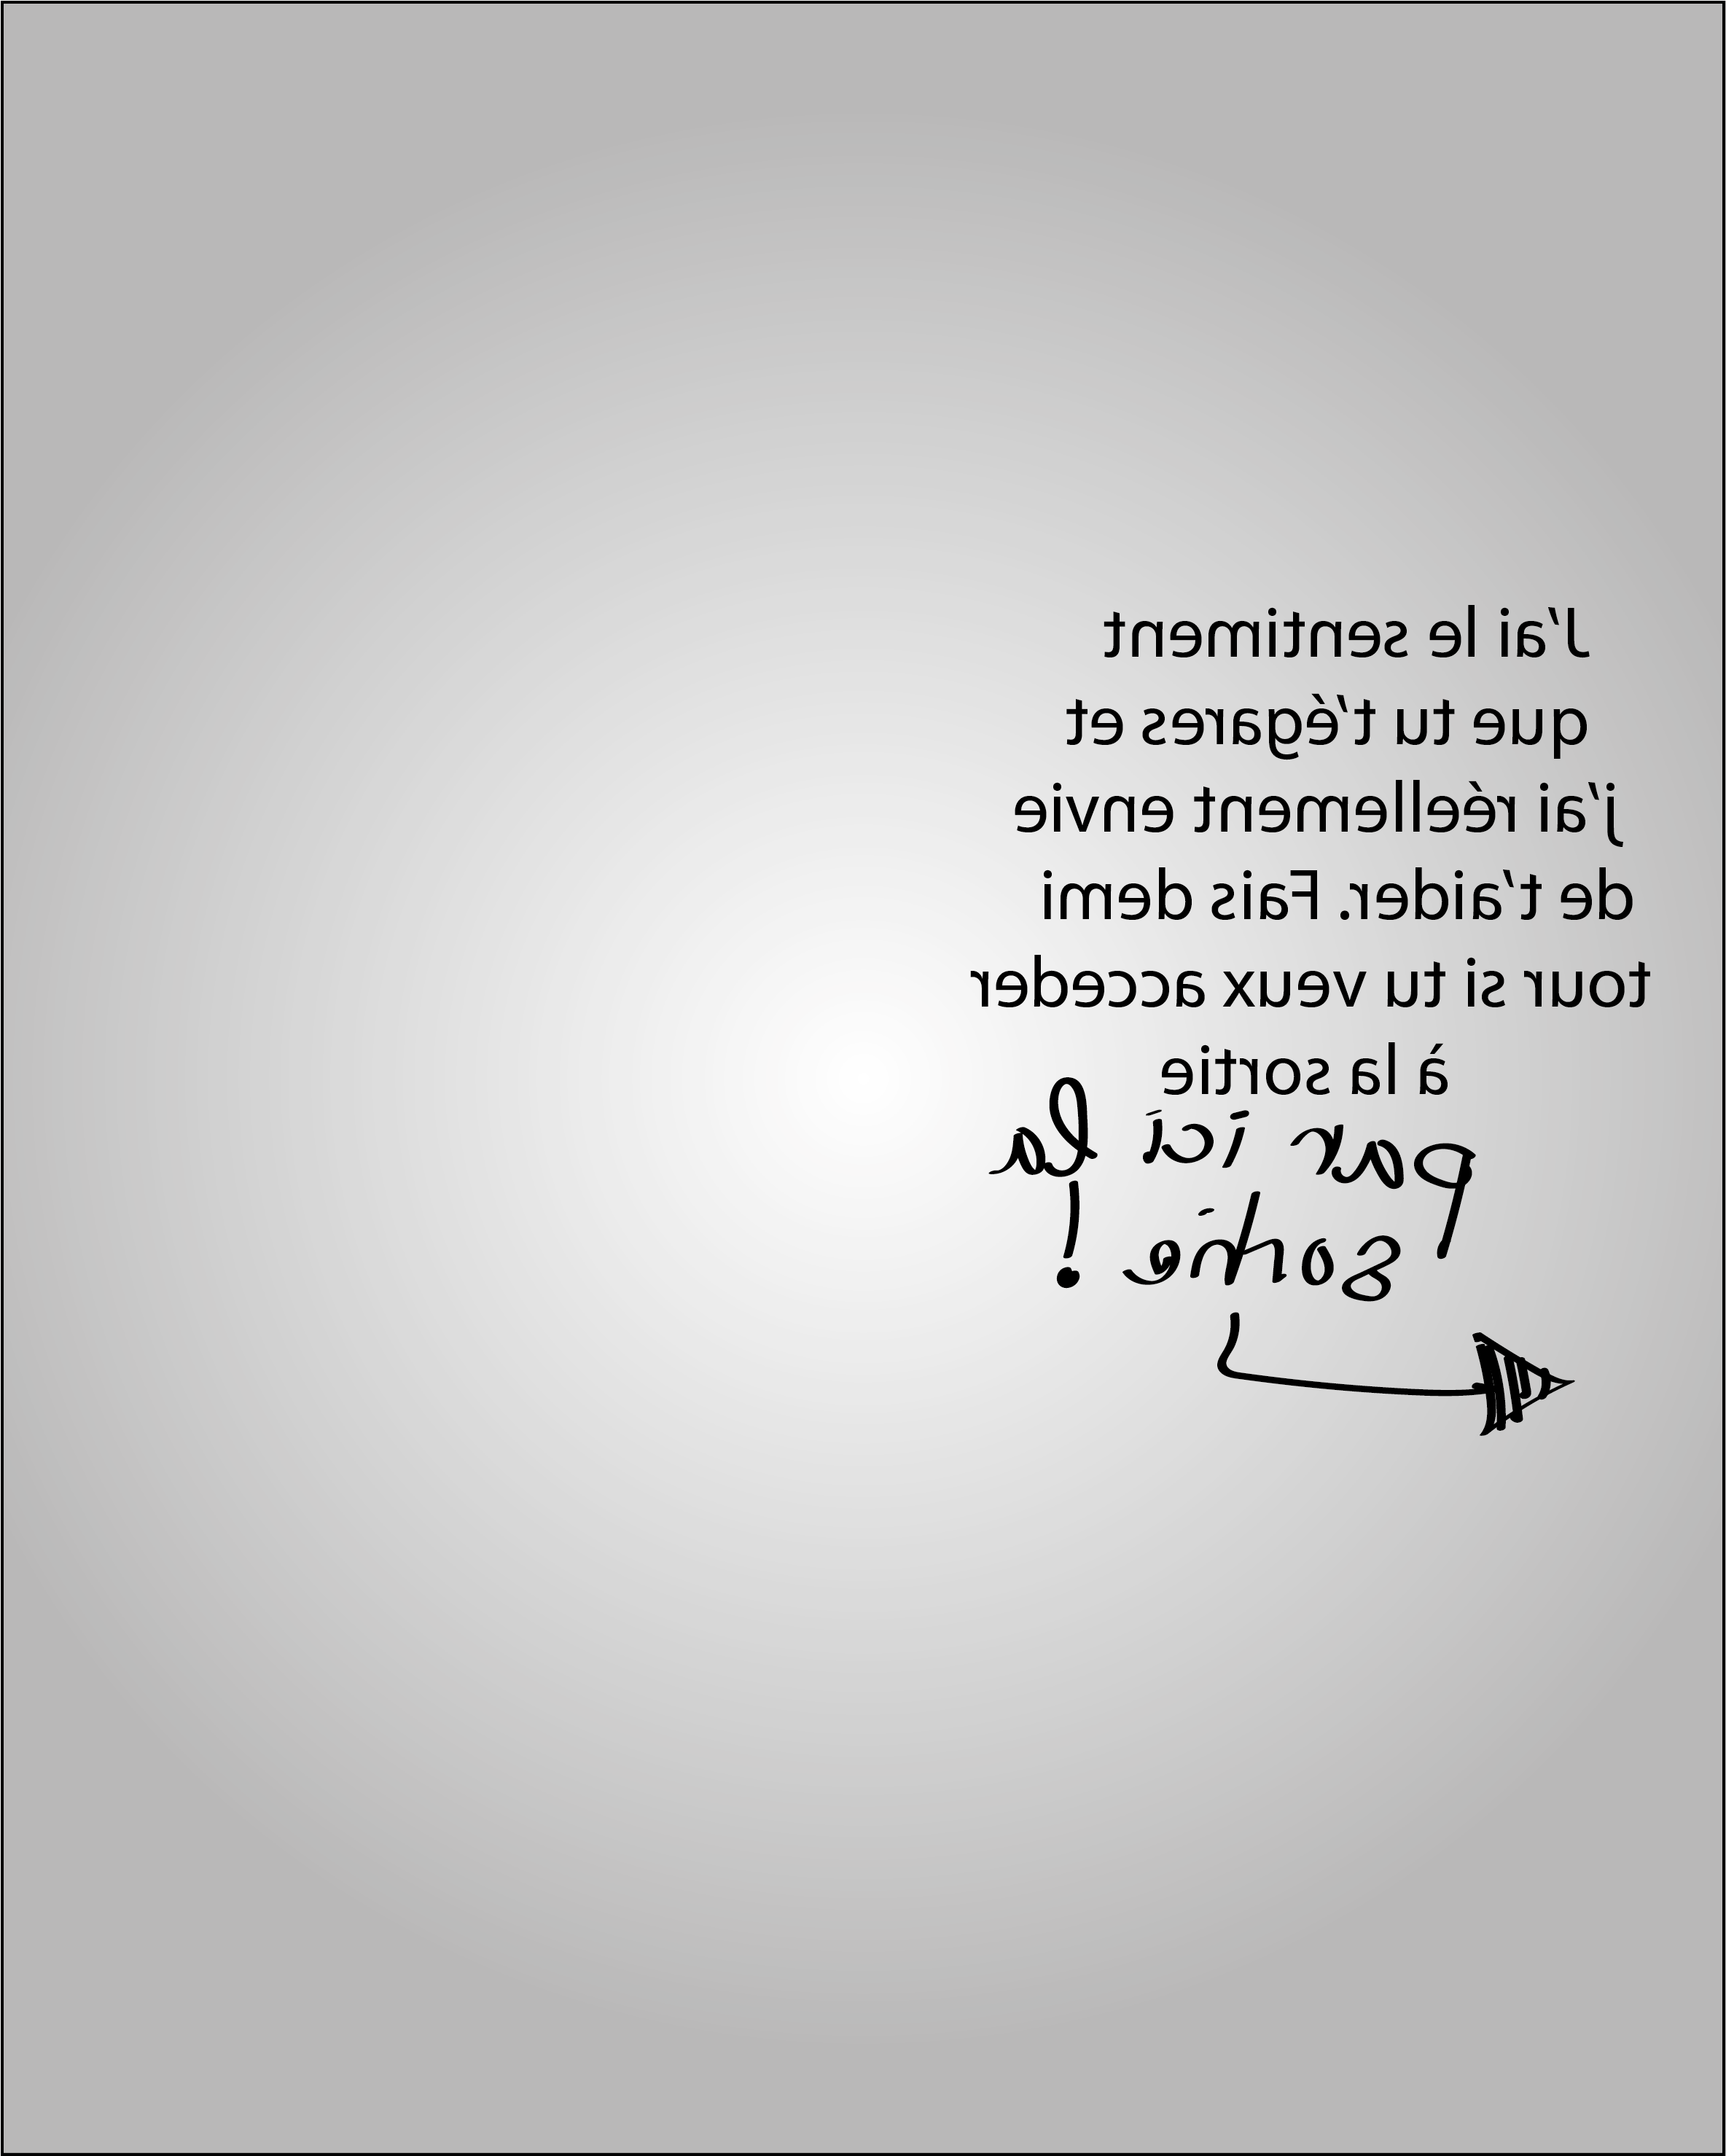 J'ai le sentiment
que tu t'égares et
j'ai réellement envie
de t'aider. Fais demi
tour si tu veux acceder
à la sortie
par ici la
sortie !